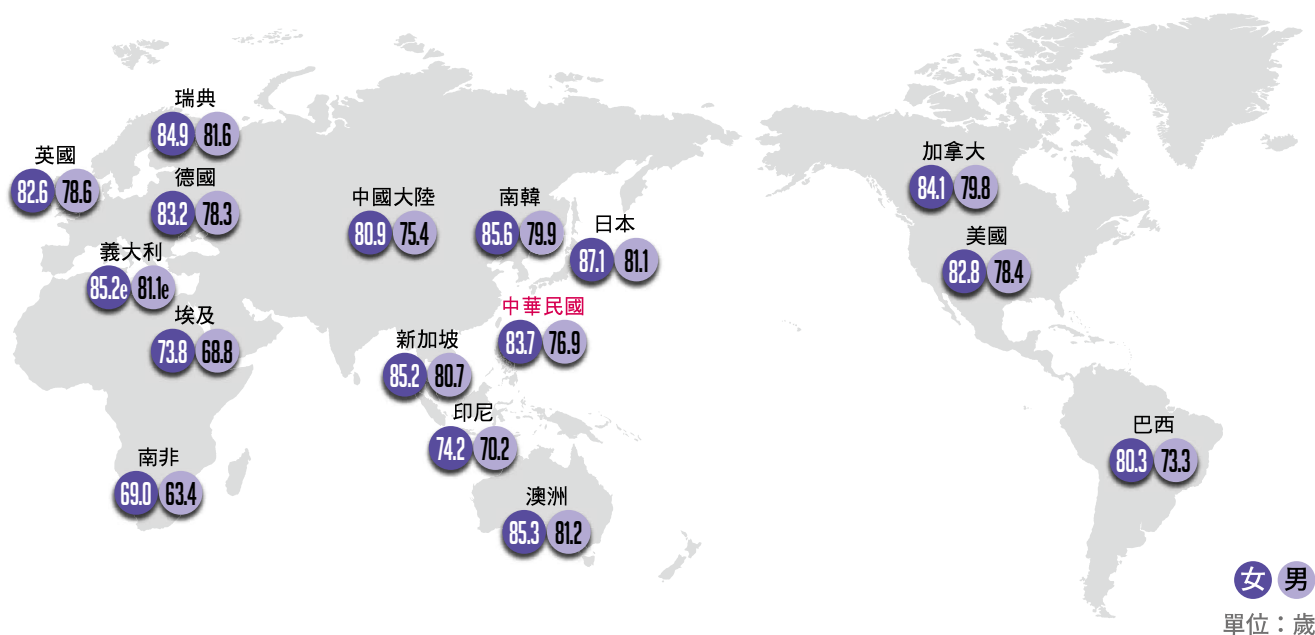 瑞典
84.9 81.6
英國
82.6 78.6
德國
83.2 78.3
義大利
85.2e 81.1e
埃及
73.8 68.8
南非
69.0 63.4
中國大陸
80.9 75.4
南韓
85.6 79.9
日本
87.1 81.1
中華民國
83.7 76.9
新加坡
85.2 80.7
印尼
74.2 70.2
澳洲
85.3 81.2
加拿大
84.1 79.8
美國
82.8 78.4
巴西
80.3 73.3
女 男
單位：歲